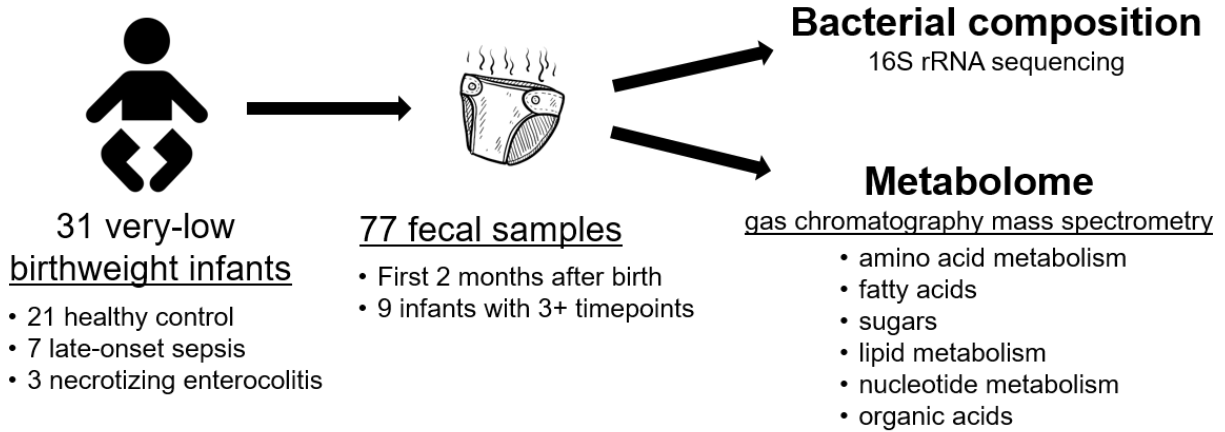 31 very-low
birthweight infants
• 21 healthy control
• 7 late-onset sepsis
• 3 necrotizing enterocolitis
77 fecal samples
• First 2 months after birth
• 9 infants with 3+ timepoints
Bacterial composition
16S rRNA sequencing
Metabolome
gas chromatography mass spectrometry
• amino acid metabolism
• fatty acids
• sugars
• lipid metabolism
• nucleotide metabolism
• organic acids